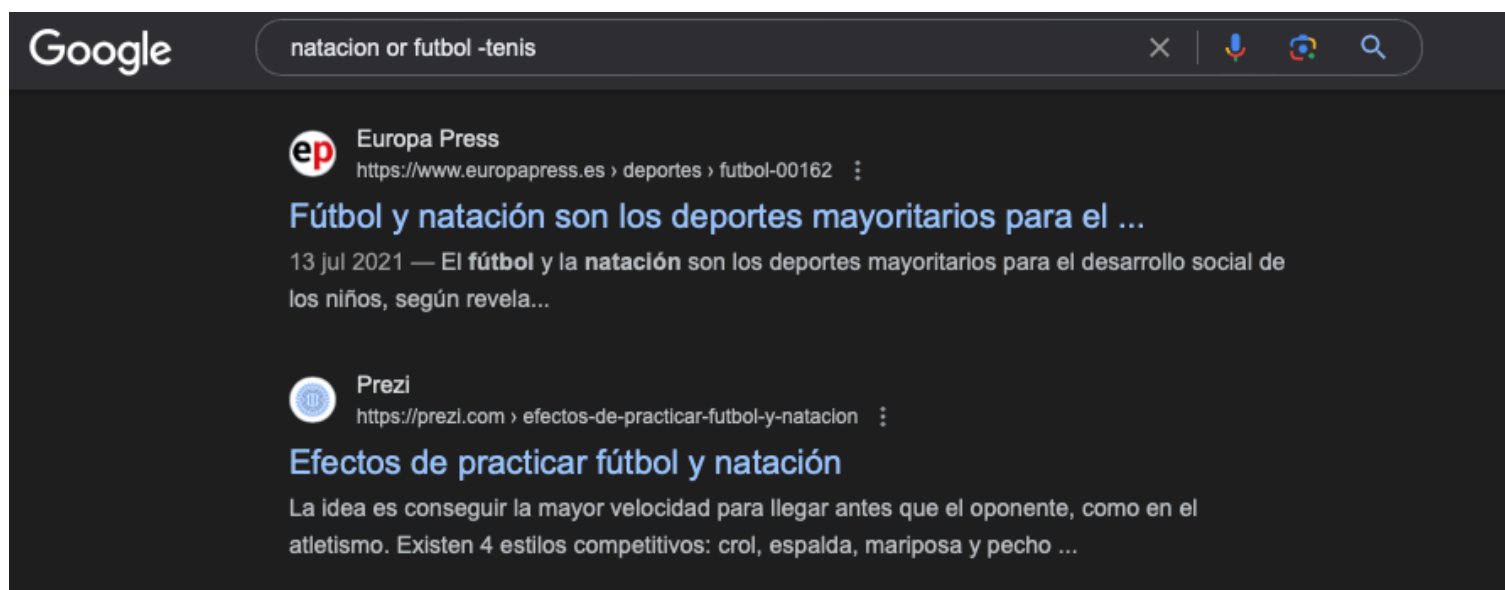 Google
natacion or futbol -tenis
ep
Europa Press
https://www.europapress.es › deportes › futbol-00162
Fútbol y natación son los deportes mayoritarios para el ...
13 jul 2021 — El fútbol y la natación son los deportes mayoritarios para el desarrollo social de
los niños, según revela...
Prezi
https://prezi.com › efectos-de-practicar-futbol-y-natacion
Efectos de practicar fútbol y natación
La idea es conseguir la mayor velocidad para llegar antes que el oponente, como en el
atletismo. Existen 4 estilos competitivos: crol, espalda, mariposa y pecho ...